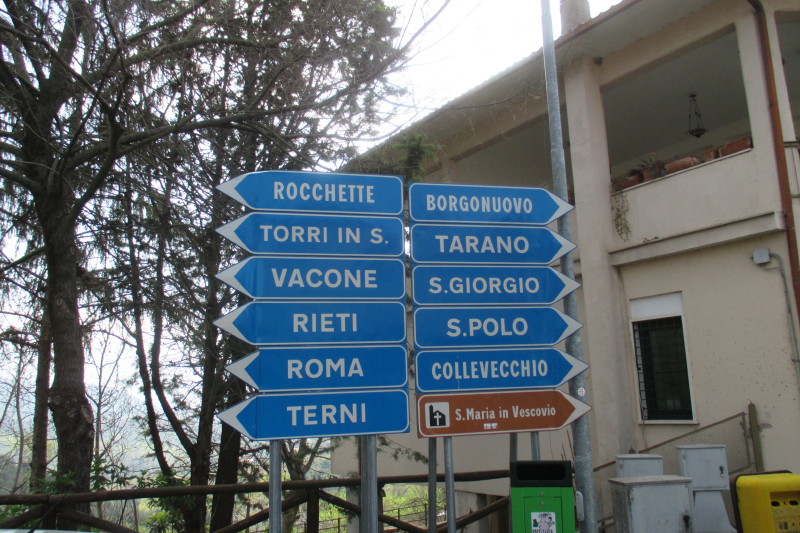 ROCCHETTE
TORRI IN S.
VACONE
RIETI
ROMA
TERNI
BORGONUOVO
TARANO
S.GIORGIO
S.POLO
COLLEVECCHIO
S. Maria in Vescovio